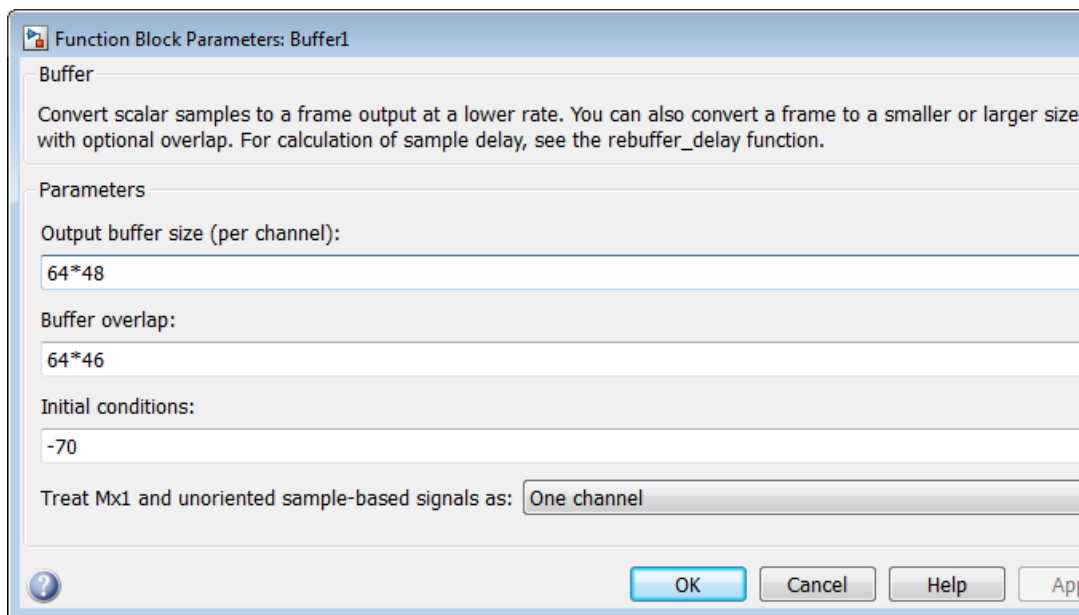 Function Block Parameters: Buffer1
Buffer
Convert scalar samples to a frame output at a lower rate. You can also convert a frame to a smaller or larger size
with optional overlap. For calculation of sample delay, see the rebuffer_delay function.
Parameters
Output buffer size (per channel):
64*48
Buffer overlap:
64*46
Initial conditions:
-70
Treat Mx1 and unoriented sample-based signals as: One channel
? OK Cancel Help App